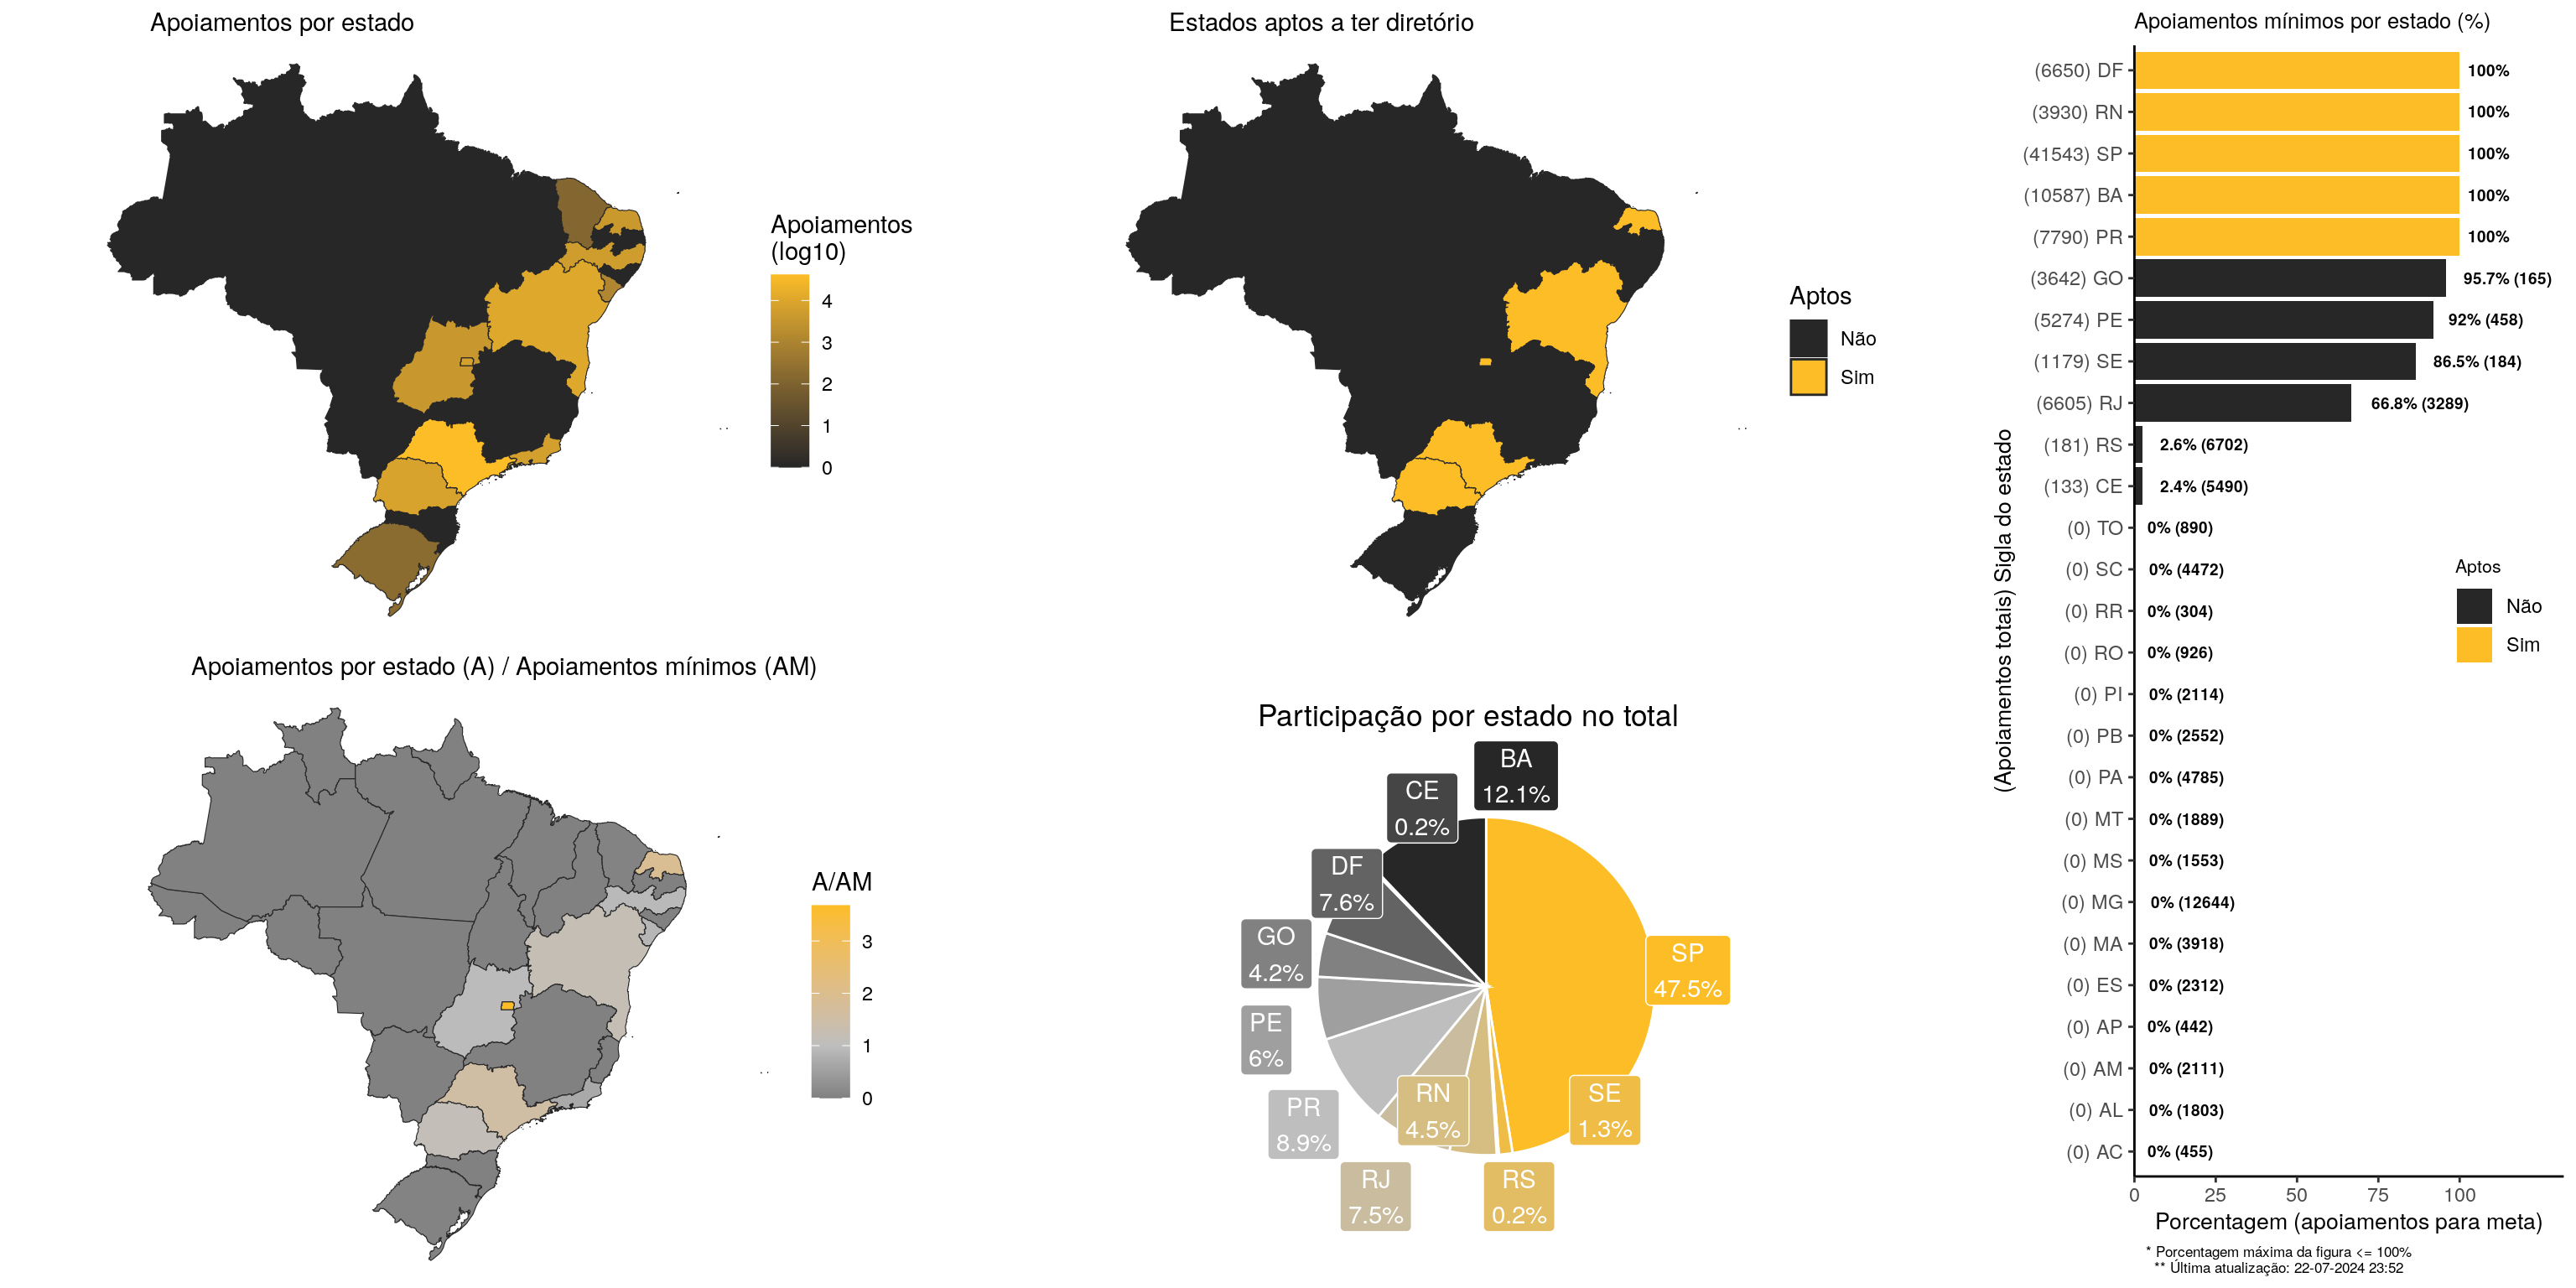 Apoiamentos por estado
Apoiamentos
(log10)
4
3
2
1
0
Estados aptos a ter diretório
Aptos
Não
Sim
Apoiamentos por estado (A) / Apoiamentos mínimos (AM)
A/AM
3
2
1
0
Participação por estado no total
BA
12.1%
CE
0.2%
DF
7.6%
GO
4.2%
PE
6%
PR
8.9%
RJ
7.5%
RN
4.5%
RS
0.2%
SE
1.3%
SP
47.5%
Apoiamentos mínimos por estado (%)
(Apoiamentos totais) Sigla do estado
(6650) DF 100%
(3930) RN 100%
(41543) SP 100%
(10587) BA 100%
(7790) PR 100%
(3642) GO 95.7% (165)
(5274) PE 92% (458)
(1179) SE 86.5% (184)
(6605) RJ 66.8% (3289)
(181) RS 2.6% (6702)
(133) CE 2.4% (5490)
(0) TO 0% (890)
(0) SC 0% (4472)
(0) RR 0% (304)
(0) RO 0% (926)
(0) PI 0% (2114)
(0) PB 0% (2552)
(0) PA 0% (4785)
(0) MT 0% (1889)
(0) MS 0% (1553)
(0) MG 0% (12644)
(0) MA 0% (3918)
(0) ES 0% (2312)
(0) AP 0% (442)
(0) AM 0% (2111)
(0) AL 0% (1803)
(0) AC 0% (455)
Aptos
Não
Sim
0 25 50 75 100
Porcentagem (apoiamentos para meta)
* Porcentagem máxima da figura <= 100%
** Última atualização: 22-07-2024 23:52